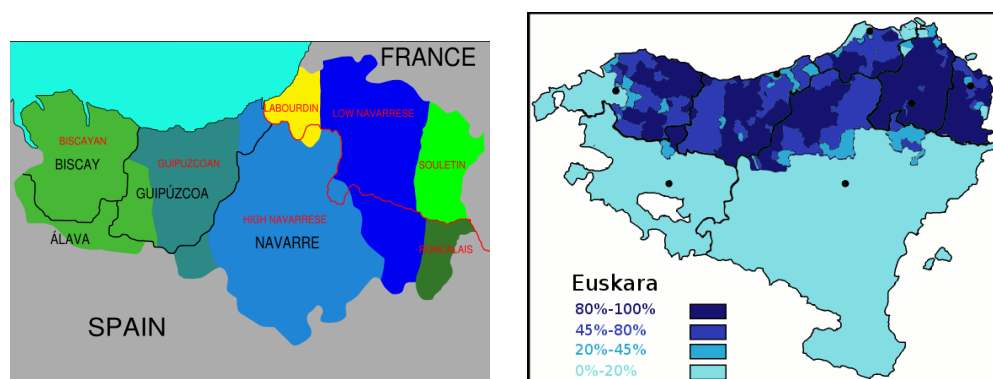 FRANCE
LABOURDIN
LOW NAVARRESE
BISCAYAN
BISCAY
GUIPUZCOAN
SOULETIN
GUIPÚZCOA
HIGH NAVARRESE
NAVARRE
ÁLAVA
RONCALAIS
SPAIN
Euskara
80%-100%
45%-80%
20%-45%
0%-20%